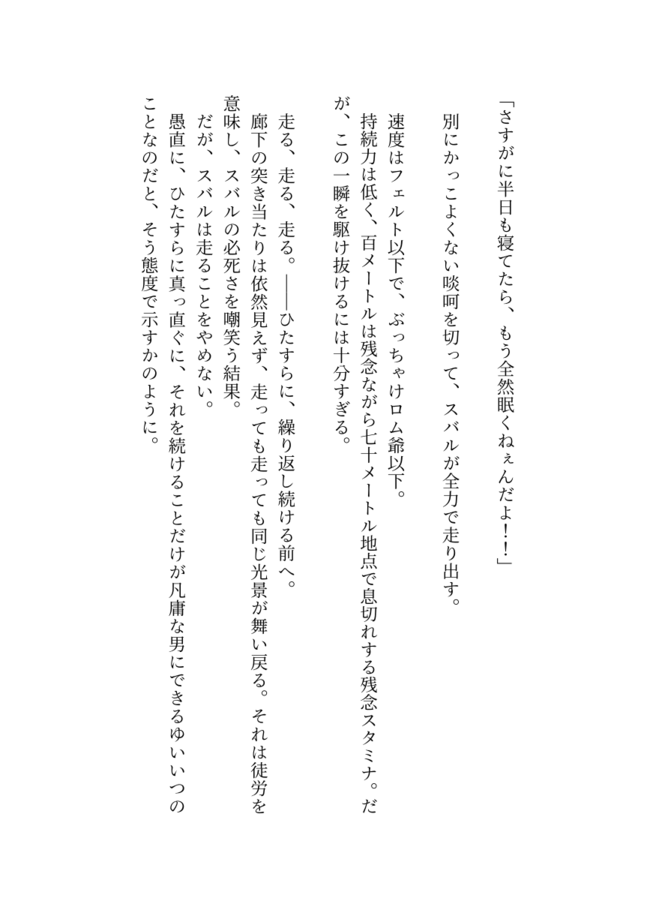 「さすがに半日も寝てたら、もう全然眠くねぇんだよ！！」
別にかっこよくない啖呵を切って、スバルが全力で走り出す。
速度はフェルト以下で、ぶっちゃけロム爺以下。
持続力は低く、百メートルは残念ながら七十メートル地点で息切れする残念スタミナ。だ
が、この一瞬を駆け抜けるには十分すぎる。
走る、走る、走る。――ひたすらに、繰り返し続ける前へ。
廊下の突き当たりは依然見えず、走っても走っても同じ光景が舞い戻る。それは徒労を
意味し、スバルの必死さを嘲笑う結果。
だが、スバルは走ることをやめない。
愚直に、ひたすらに真っ直ぐに、それを続けることだけが凡庸な男にできるゆいいつの
ことなのだと、そう態度で示すかのように。